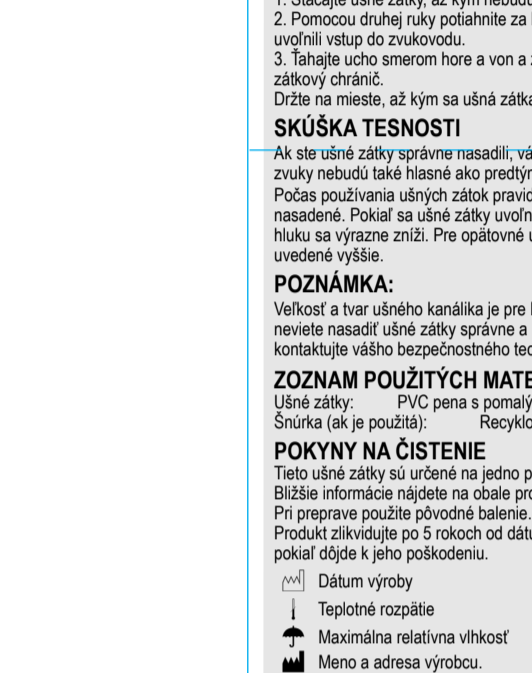 1. Stáčajte ušné zátky, až kým nebudú
2. Pomocou druhej ruky potiahnite za
uvoľnili vstup do zvukovodu.
3. Ťahajte ucho smerom hore a von a
zátkový chránič.
Držte na mieste, až kým sa ušná zátka
SKÚŠKA TESNOSTI
Ak ste ušné zátky správne nasadili, vá
zvuky nebudú také hlasné ako predtým
Počas používania ušných zátok pravid
nasadené. Pokiaľ sa ušné zátky uvoľn
hluku sa výrazne zníži. Pre opätovné
uvedené vyššie.
POZNÁMKA:
Veľkosť a tvar ušného kanálika je pre
neviete nasadiť ušné zátky správne a
kontaktujte vášho bezpečnostného tec
ZOZNAM POUŽITÝCH MATE
Ušné zátky: PVC pena s pomalý
Šnúrka (ak je použitá): Recyklo
POKYNY NA ČISTENIE
Tieto ušné zátky sú určené na jedno p
Bližšie informácie nájdete na obale pro
Pri preprave použite pôvodné balenie.
Produkt zlikvidujte po 5 rokoch od dátu
pokiaľ dôjde k jeho poškodeniu.
Dátum výroby
Teplotné rozpätie
Maximálna relatívna vlhkosť
Meno a adresa výrobcu.